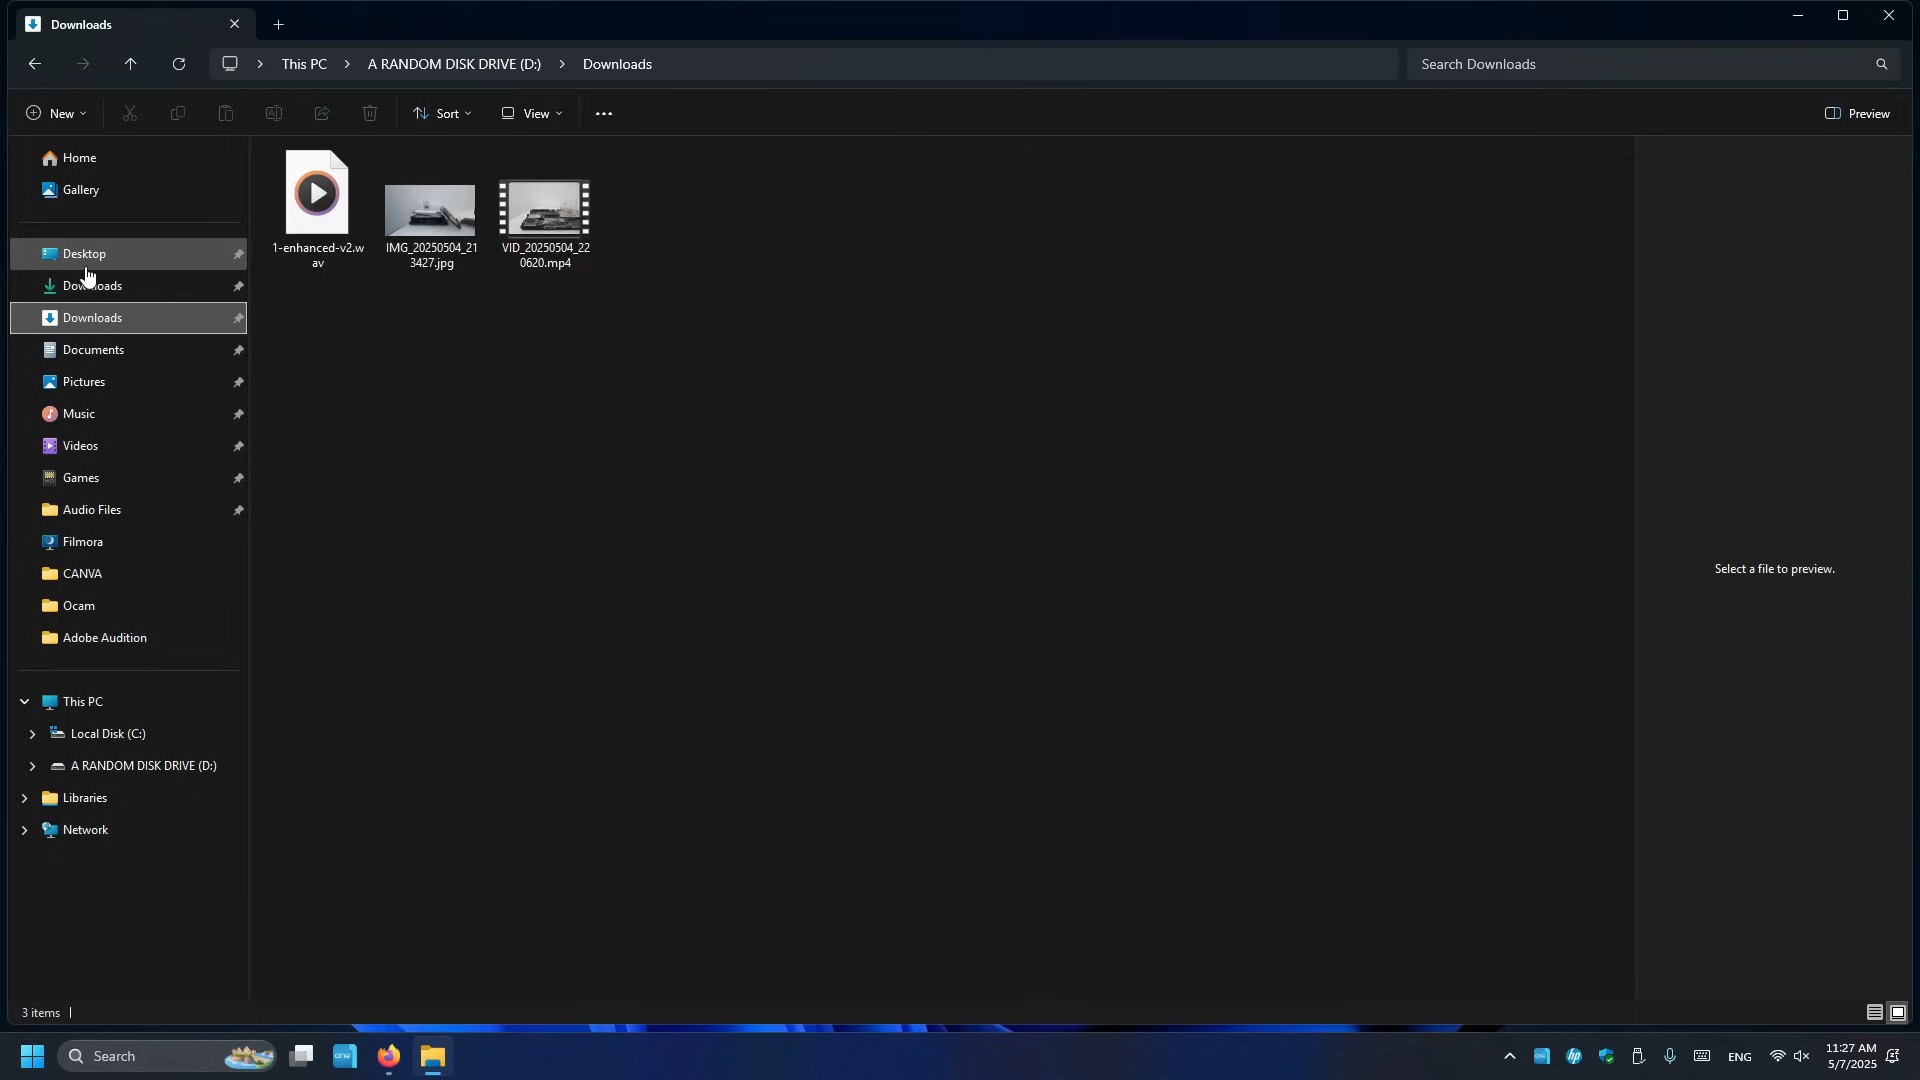 Downloads
This PC
A RANDOM DISK DRIVE (D:)
Downloads
Search Downloads
New
Sort
View
Preview
Home
Gallery
Desktop
Downloads
Downloads
Documents
Pictures
Music
Videos
Games
Audio Files
Filmora
CANVA
Ocam
Adobe Audition
This PC
Local Disk (C:)
A RANDOM DISK DRIVE (D:)
Libraries
Network
1-enhanced-v2.w
av
IMG_20250504_21
3427.jpg
VID_20250504_22
0620.mp4
Select a file to preview.
3 items
Search
one
one
hp
ENG
11:27 AM
5/7/2025